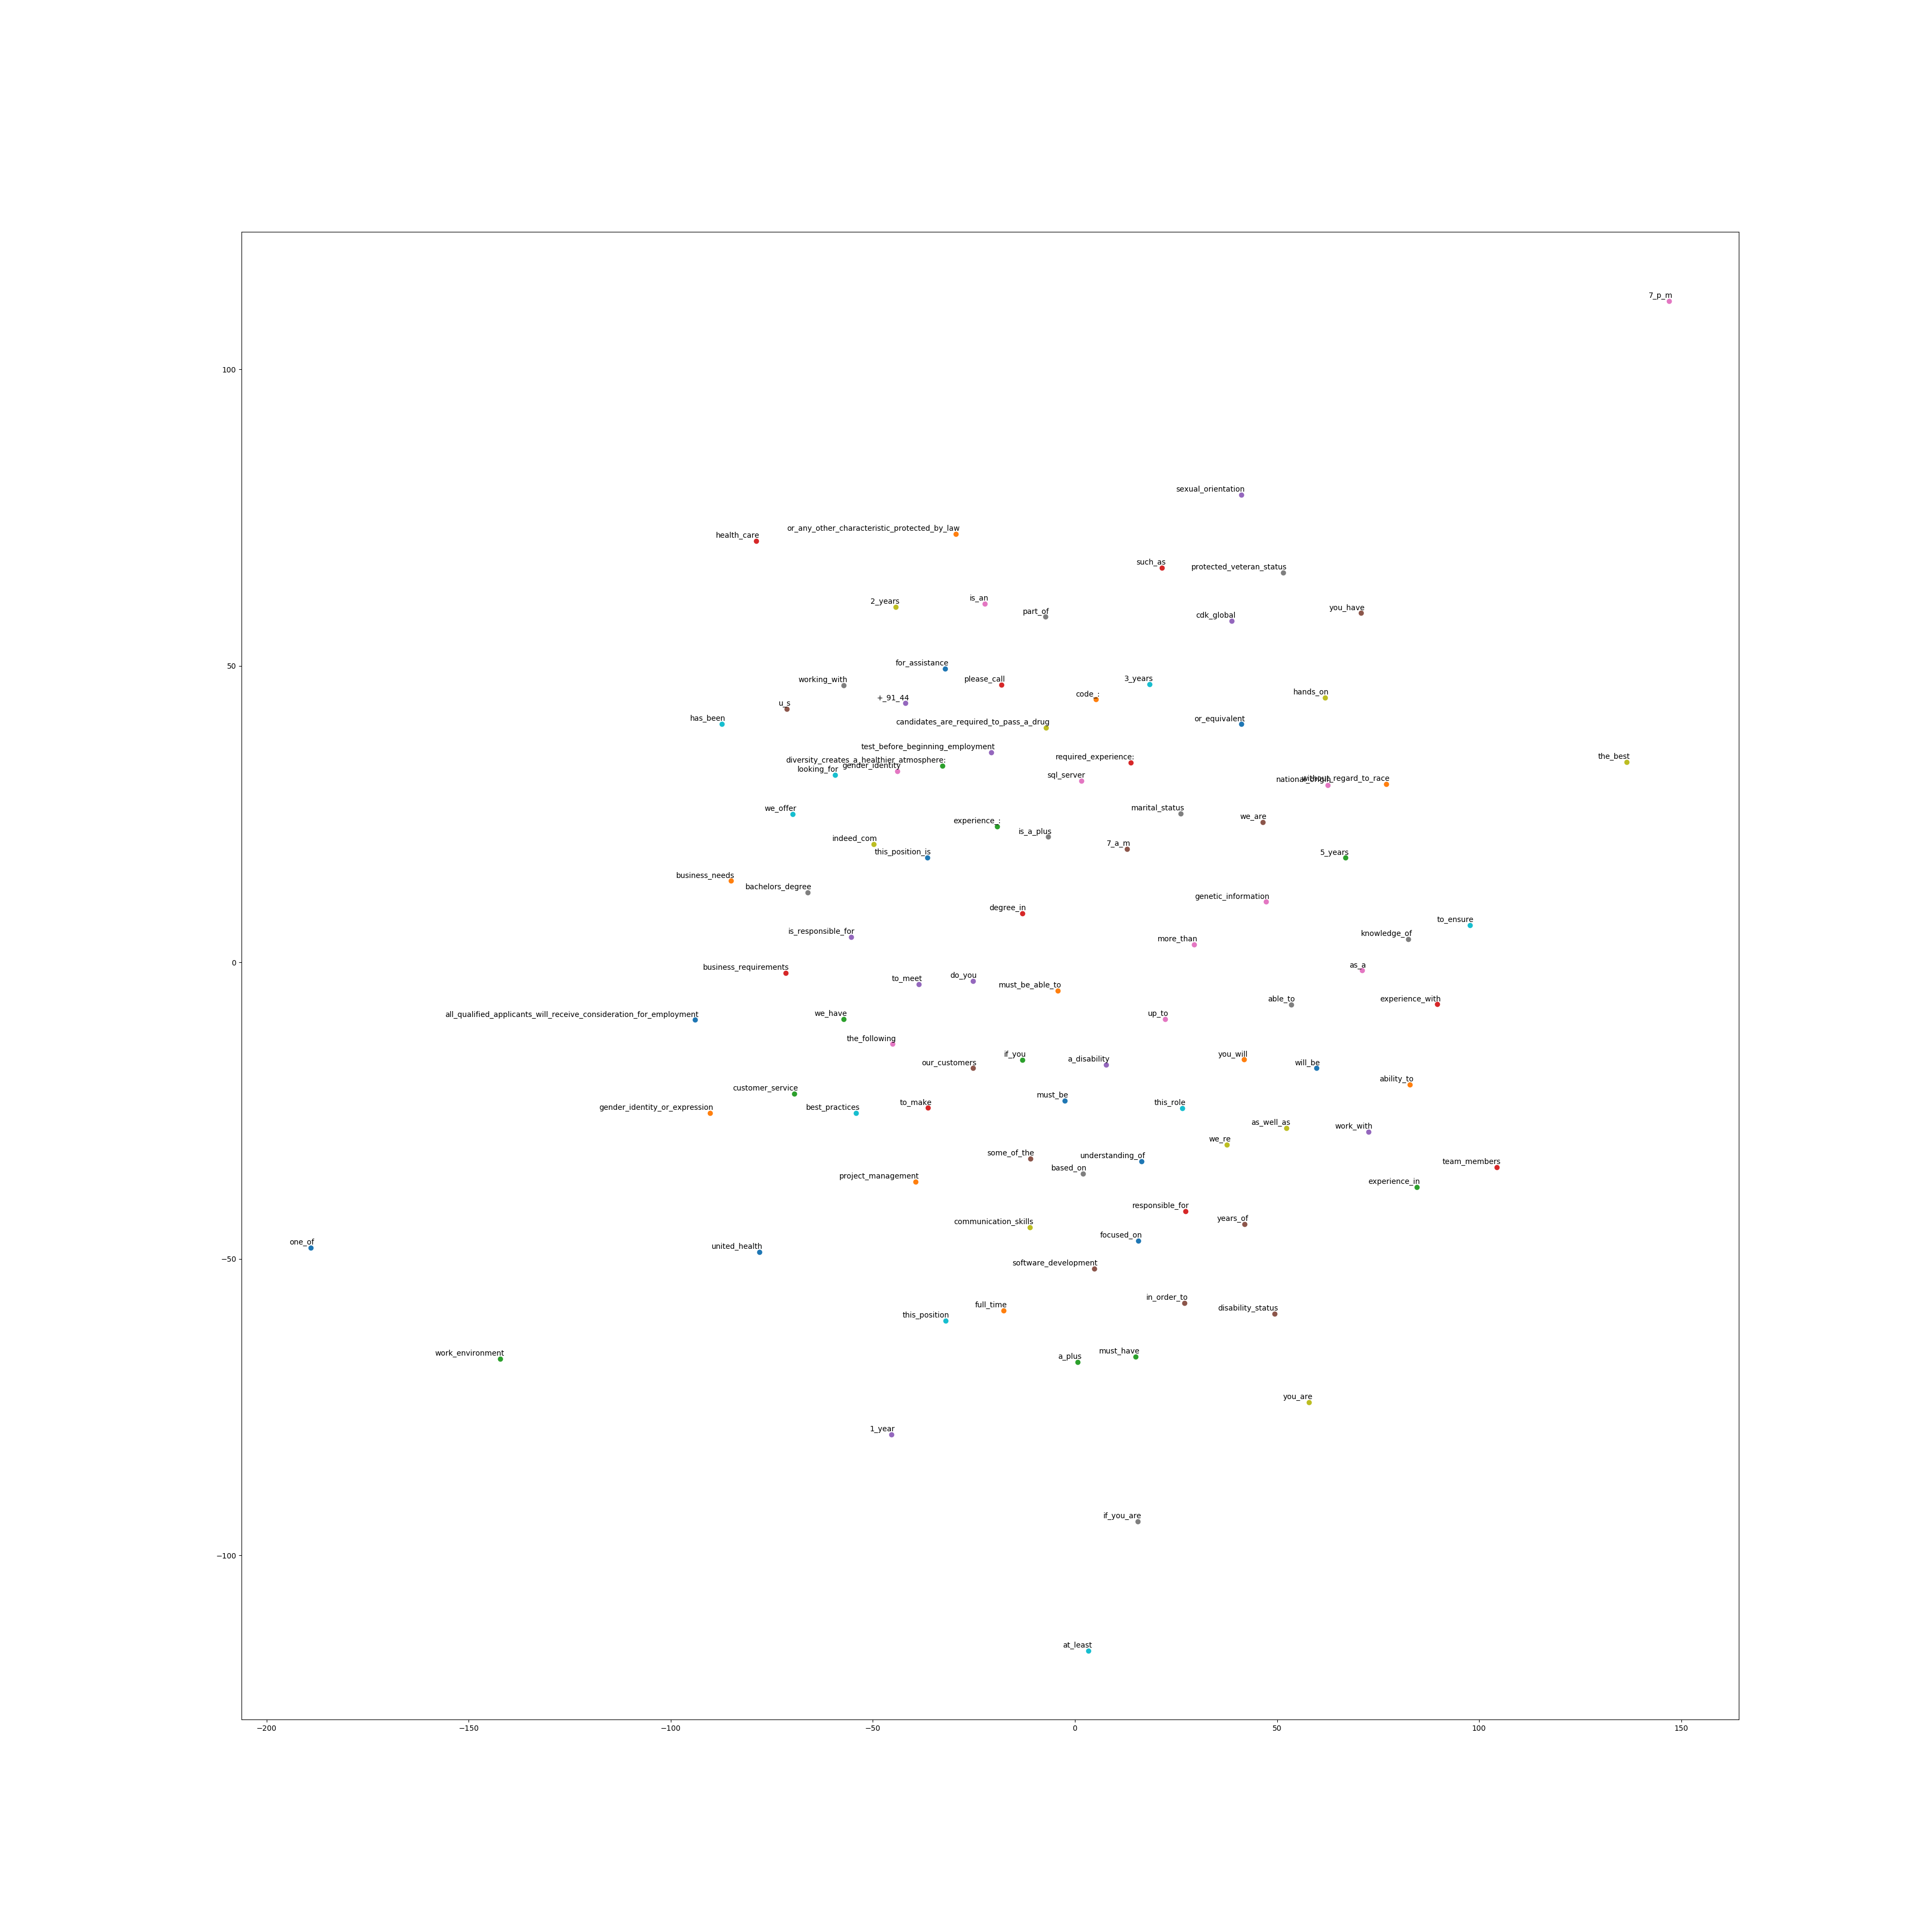 7_p_m
100
sexual_orientation
or_any_other_characteristic_protected_by_law
health_care
such_as
protected_veteran_status
2_years
is_an
part_of
you_have
cdk_global
50
for_assistance
working_with
please_call
3_years
+_91_44
code_:
hands_on
u_s
has_been
candidates_are_required_to_pass_a_drug
or_equivalent
test_before_beginning_employment
diversity_creates_a_healthier_atmosphere:
required_experience:
the_best
looking_for
gender_identity
sql_server
national_origin
without_regard_to_race
we_offer
marital_status
we_are
experience_:
is_a_plus
indeed_com
7_a_m
this_position_is
5_years
business_needs
bachelors_degree
genetic_information
degree_in
to_ensure
is_responsible_for
knowledge_of
more_than
0
business_requirements
as_a
to_meet
do_you
must_be_able_to
able_to
experience_with
all_qualified_applicants_will_receive_consideration_for_employment
we_have
up_to
the_following
our_customers
if_you
a_disability
you_will
will_be
ability_to
customer_service
gender_identity_or_expression
best_practices
to_make
must_be
this_role
as_well_as
work_with
we_re
some_of_the
understanding_of
based_on
team_members
project_management
experience_in
responsible_for
communication_skills
years_of
focused_on
one_of
united_health
−50
software_development
in_order_to
full_time
disability_status
this_position
work_environment
a_plus
must_have
you_are
1_year
if_you_are
−100
at_least
−200 −150 −100 −50 0 50 100 150